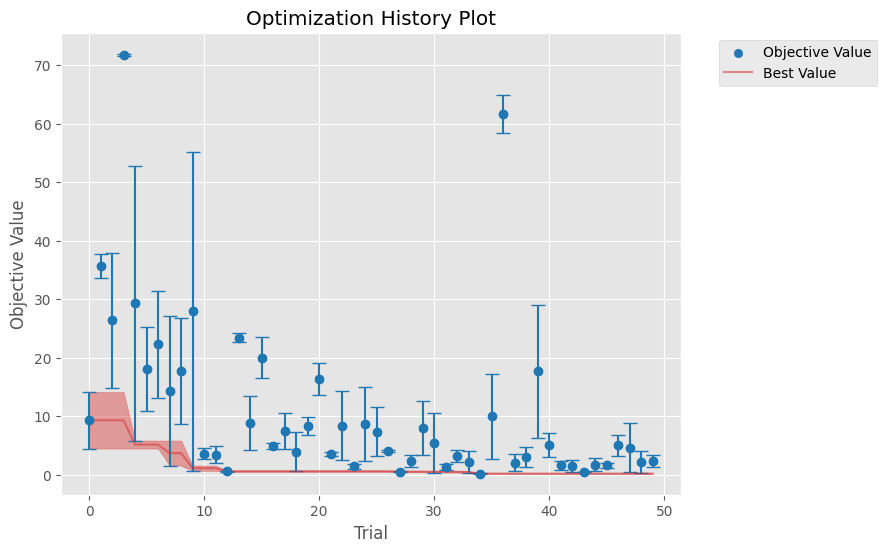 Optimization History Plot
Objective Value
Best Value
Objective Value
70
60
50
40
30
20
10
0
0 10 20 30 40 50
Trial